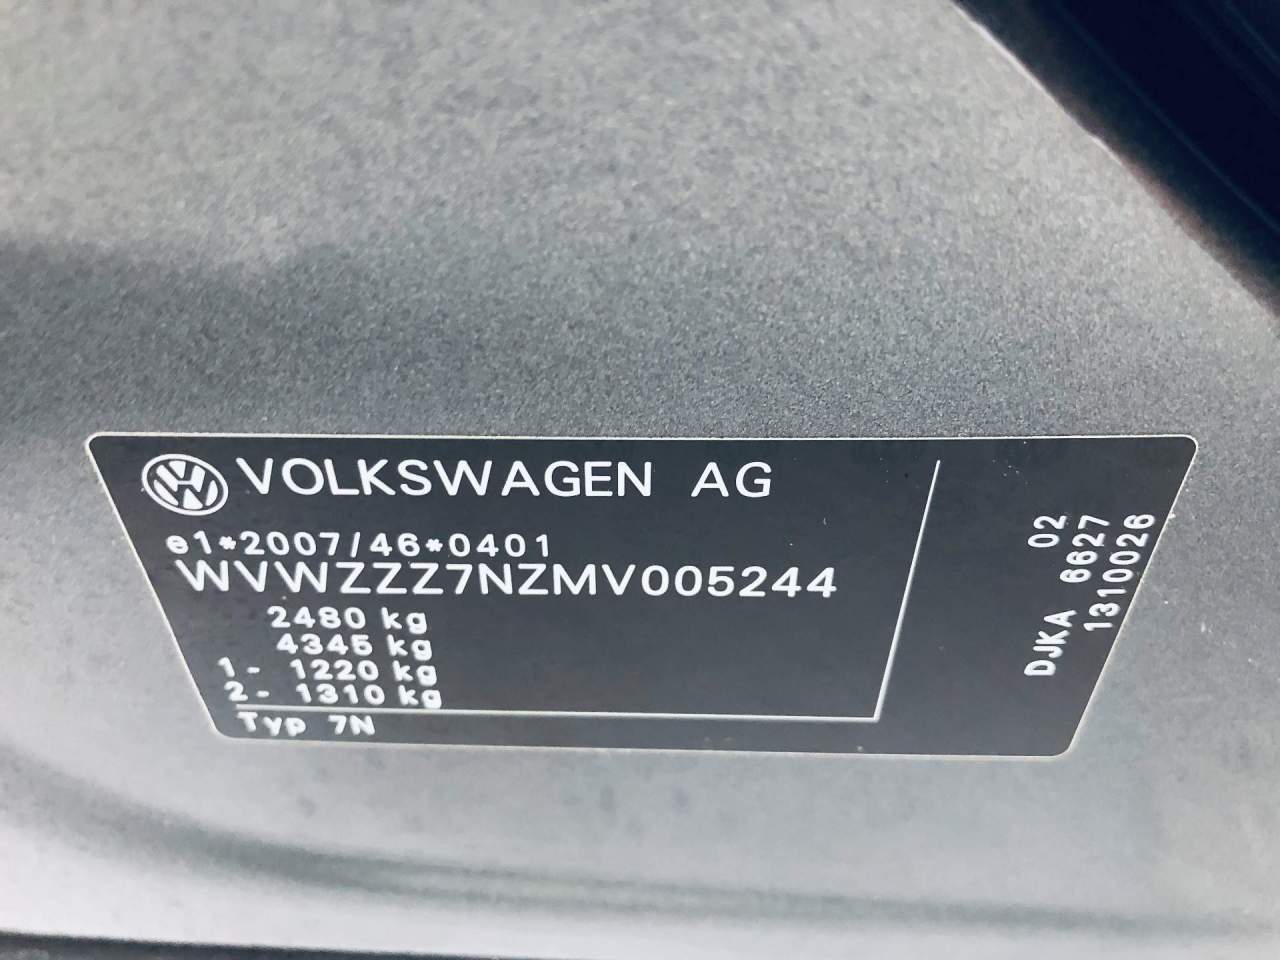 VOLKSWAGEN AG
e1*2007/46*0401
WVWZZZ7NZMV005244
2480 kg
4345 kg
1- 1220 kg
2- 1310 kg
Typ 7N
DJKA 6627 02
1310026